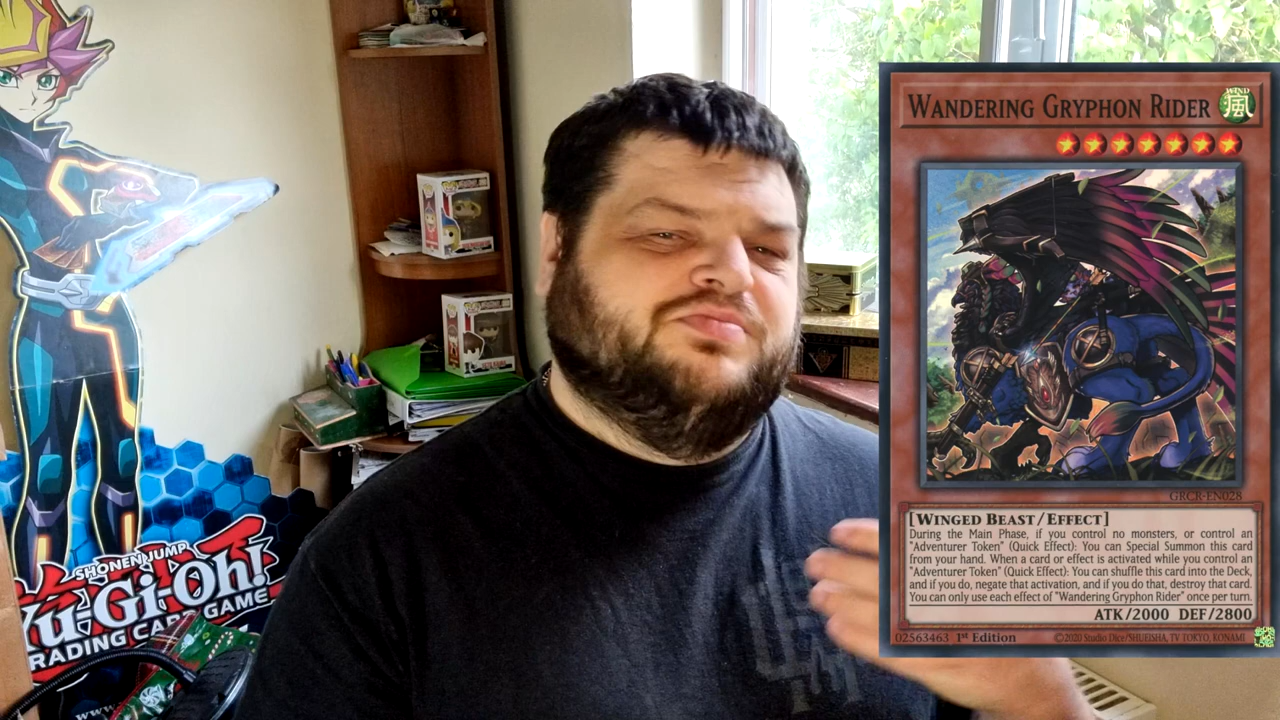 SHONEN JUMP
Yu-Gi-Oh!
TRADING CARD GAME
www.
WANDERING GRYPHON RIDER
WIND
風
GRCR-EN028
[WINGED BEAST/EFFECT]
During the Main Phase, if you control no monsters, or control an
"Adventurer Token" (Quick Effect): You can Special Summon this card
from your hand. When a card or effect is activated while you control an
"Adventurer Token" (Quick Effect): You can shuffle this card into the Deck,
and if you do, negate that activation, and if you do that, destroy that card.
You can only use each effect of "Wandering Gryphon Rider" once per turn.
ATK/2000 DEF/2800
02563463 1st Edition ©2020 Studio Dice/SHUEISHA, TV TOKYO, KONAMI